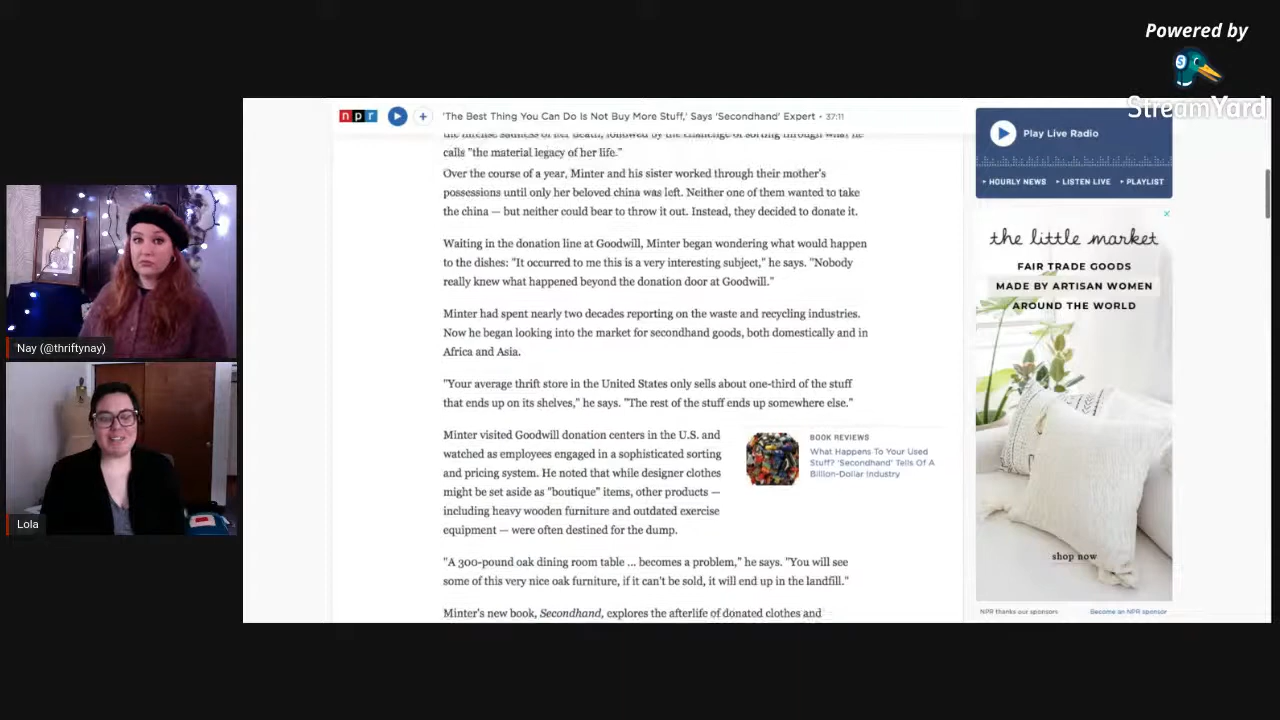 Powered by
StreamYard
npr
'The Best Thing You Can Do Is Not Buy More Stuff,' Says 'Secondhand' Expert • 37:11
the intense sadness of her death, followed by the challenge of sorting through what he
calls "the material legacy of her life."
Over the course of a year, Minter and his sister worked through their mother's
possessions until only her beloved china was left. Neither one of them wanted to take
the china — but neither could bear to throw it out. Instead, they decided to donate it.
Waiting in the donation line at Goodwill, Minter began wondering what would happen
to the dishes: "It occurred to me this is a very interesting subject," he says. "Nobody
really knew what happened beyond the donation door at Goodwill."
Minter had spent nearly two decades reporting on the waste and recycling industries.
Now he began looking into the market for secondhand goods, both domestically and in
Africa and Asia.
"Your average thrift store in the United States only sells about one-third of the stuff
that ends up on its shelves," he says. "The rest of the stuff ends up somewhere else."
Minter visited Goodwill donation centers in the U.S. and
watched as employees engaged in a sophisticated sorting
and pricing system. He noted that while designer clothes
might be set aside as "boutique" items, other products —
including heavy wooden furniture and outdated exercise
equipment — were often destined for the dump.
BOOK REVIEWS
What Happens To Your Used
Stuff? 'Secondhand' Tells Of A
Billion-Dollar Industry
"A 300-pound oak dining room table ... becomes a problem," he says. "You will see
some of this very nice oak furniture, if it can't be sold, it will end up in the landfill."
Minter's new book, Secondhand, explores the afterlife of donated clothes and
Play Live Radio
HOURLY NEWS
LISTEN LIVE
PLAYLIST
the little market
FAIR TRADE GOODS
MADE BY ARTISAN WOMEN
AROUND THE WORLD
shop now
NPR thanks our sponsors
Become an NPR sponsor
Nay (@thriftynay)
Lola